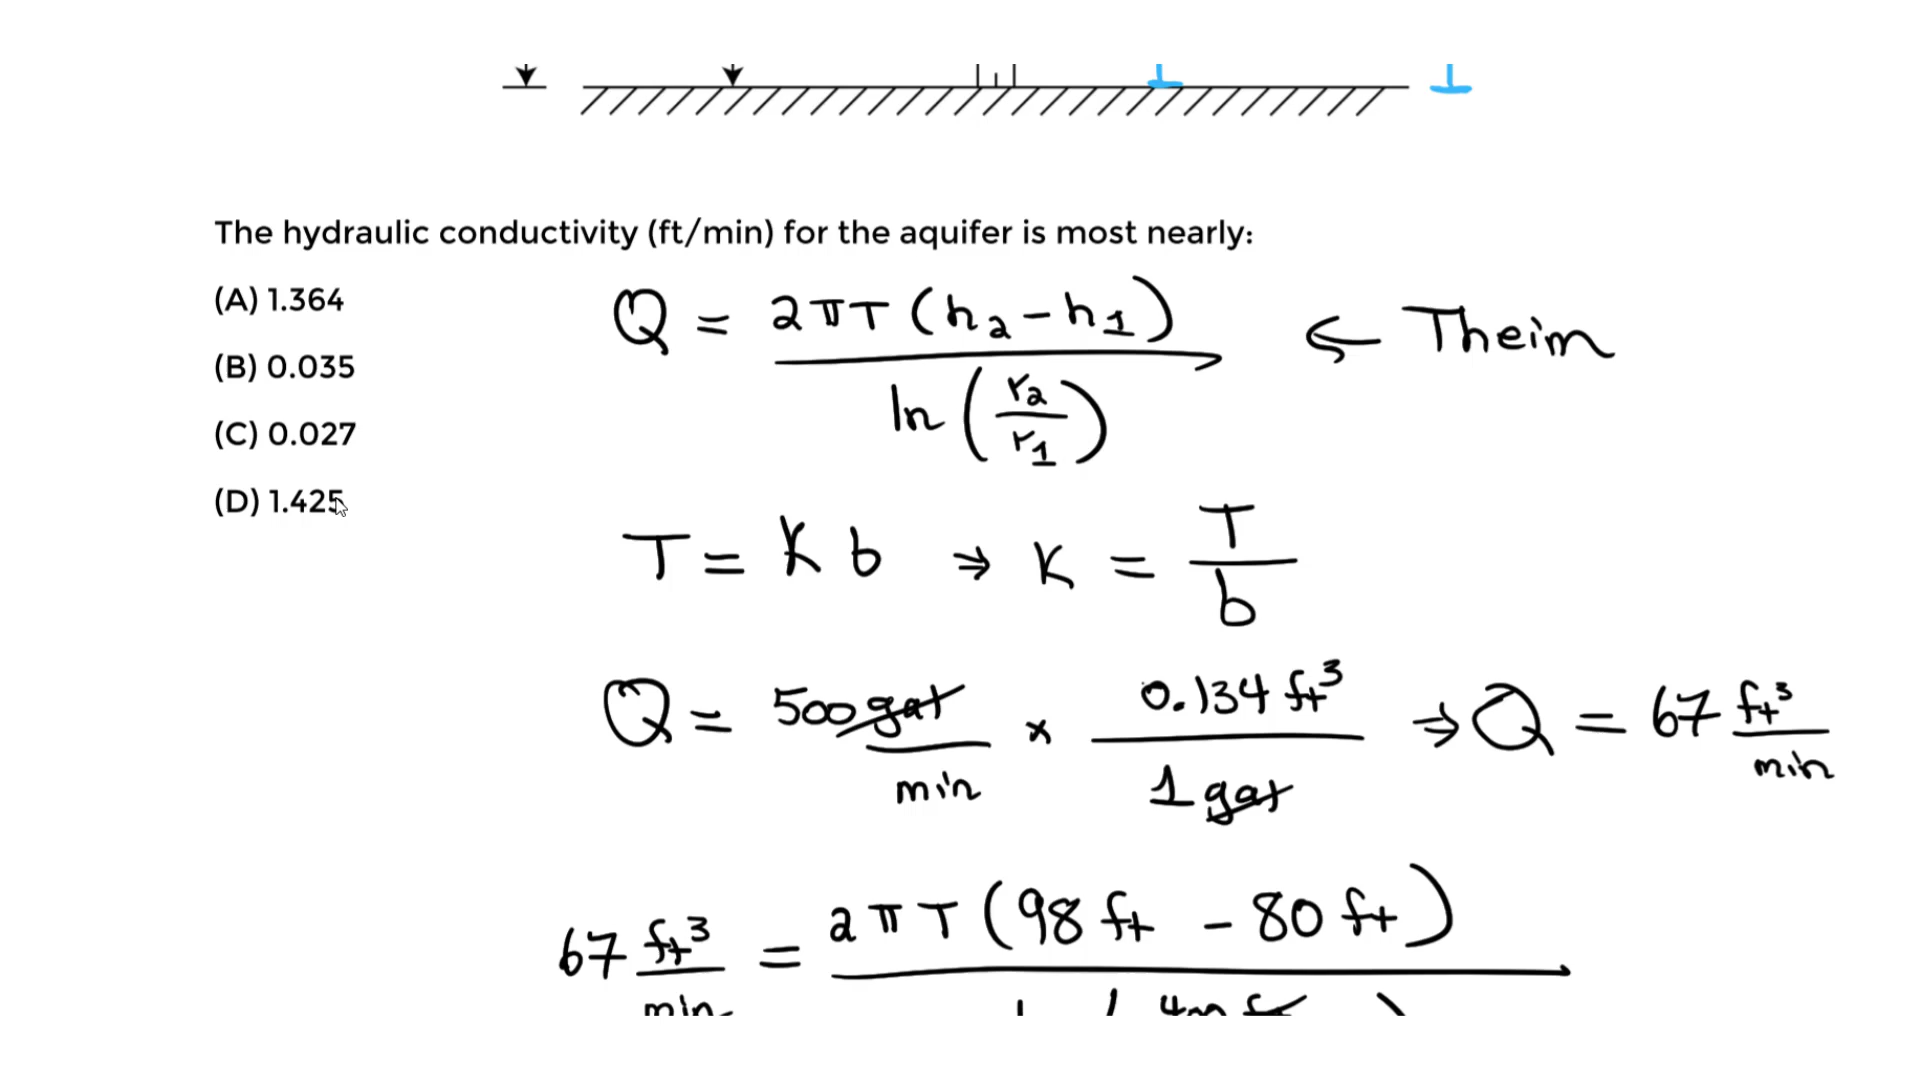 The hydraulic conductivity (ft/min) for the aquifer is most nearly:
(A) 1.364
(B) 0.035
(C) 0.027
(D) 1.425
Q = 2πT (h₂ - h₁) / ln (r₂ / r₁) ← Theim
T = K b ⇒ K = T / b
Q = 500 gal / min × 0.134 ft³ / 1 gal ⇒ Q = 67 ft³ / min
67 ft³ / min = 2πT (98 ft - 80 ft)